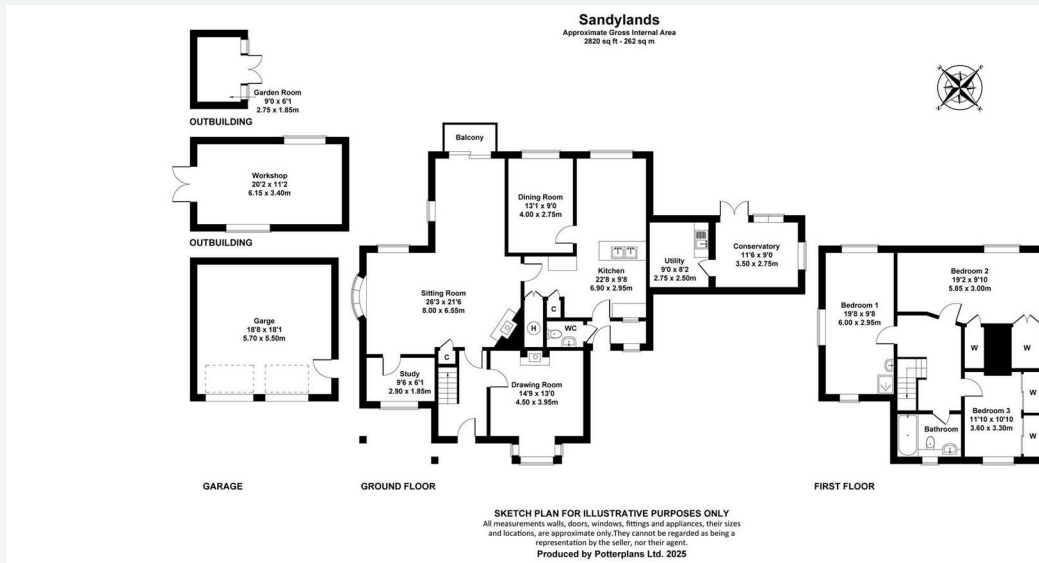 Sandylands
Approximate Gross Internal Area
2820 sq ft - 262 sq m
Garden Room
9'0 x 6'1
2.75 x 1.85m
OUTBUILDING
Workshop
20'2 x 11'2
6.15 x 3.40m
OUTBUILDING
Garge
18'8 x 18'1
5.70 x 5.50m
GARAGE
Balcony
Dining Room
13'1 x 9'0
4.00 x 2.75m
Sitting Room
26'3 x 21'6
8.00 x 6.55m
Kitchen
22'8 x 9'8
6.90 x 2.95m
Utility
9'0 x 8'2
2.75 x 2.50m
Conservatory
11'6 x 9'0
3.50 x 2.75m
C
H
WC
C
Study
9'6 x 6'1
2.90 x 1.85m
Drawing Room
14'9 x 13'0
4.50 x 3.95m
GROUND FLOOR
Bedroom 1
19'8 x 9'8
6.00 x 2.95m
Bedroom 2
19'2 x 9'10
5.85 x 3.00m
W
W
W
W
Bedroom 3
11'10 x 10'10
3.60 x 3.30m
Bathroom
FIRST FLOOR
SKETCH PLAN FOR ILLUSTRATIVE PURPOSES ONLY
All measurements walls, doors, windows, fittings and appliances, their sizes
and locations, are approximate only.They cannot be regarded as being a
representation by the seller, nor their agent.
Produced by Potterplans Ltd. 2025